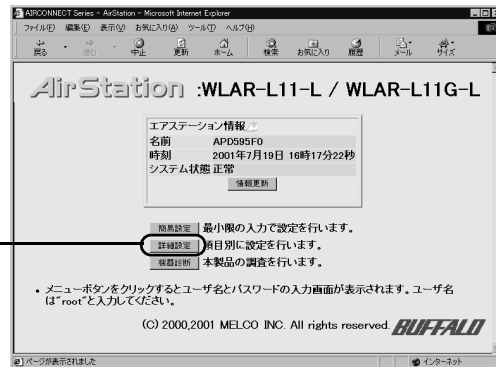 AIRCONNECT Series - AirStation - Microsoft Internet Explorer
ファイル(F) 編集(E) 表示(V) お気に入り(A) ツール(T) ヘルプ(H)
戻る 進む 中止 更新 ホーム 検索 お気に入り 履歴 メール サイズ
AirStation :WLAR-L11-L / WLAR-L11G-L
エアステーション情報?
名前 APD595F0
時刻 2001年7月19日 16時17分22秒
システム状態 正常
情報更新
簡易設定 最小限の入力で設定を行います。
詳細設定 項目別に設定を行います。
機器診断 本製品の調査を行います。
• メニューボタンをクリックするとユーザ名とパスワードの入力画面が表示されます。ユーザ名
は"root"と入力してください。
(C) 2000,2001 MELCO INC. All rights reserved. BUFFALO
ページが表示されました インターネット